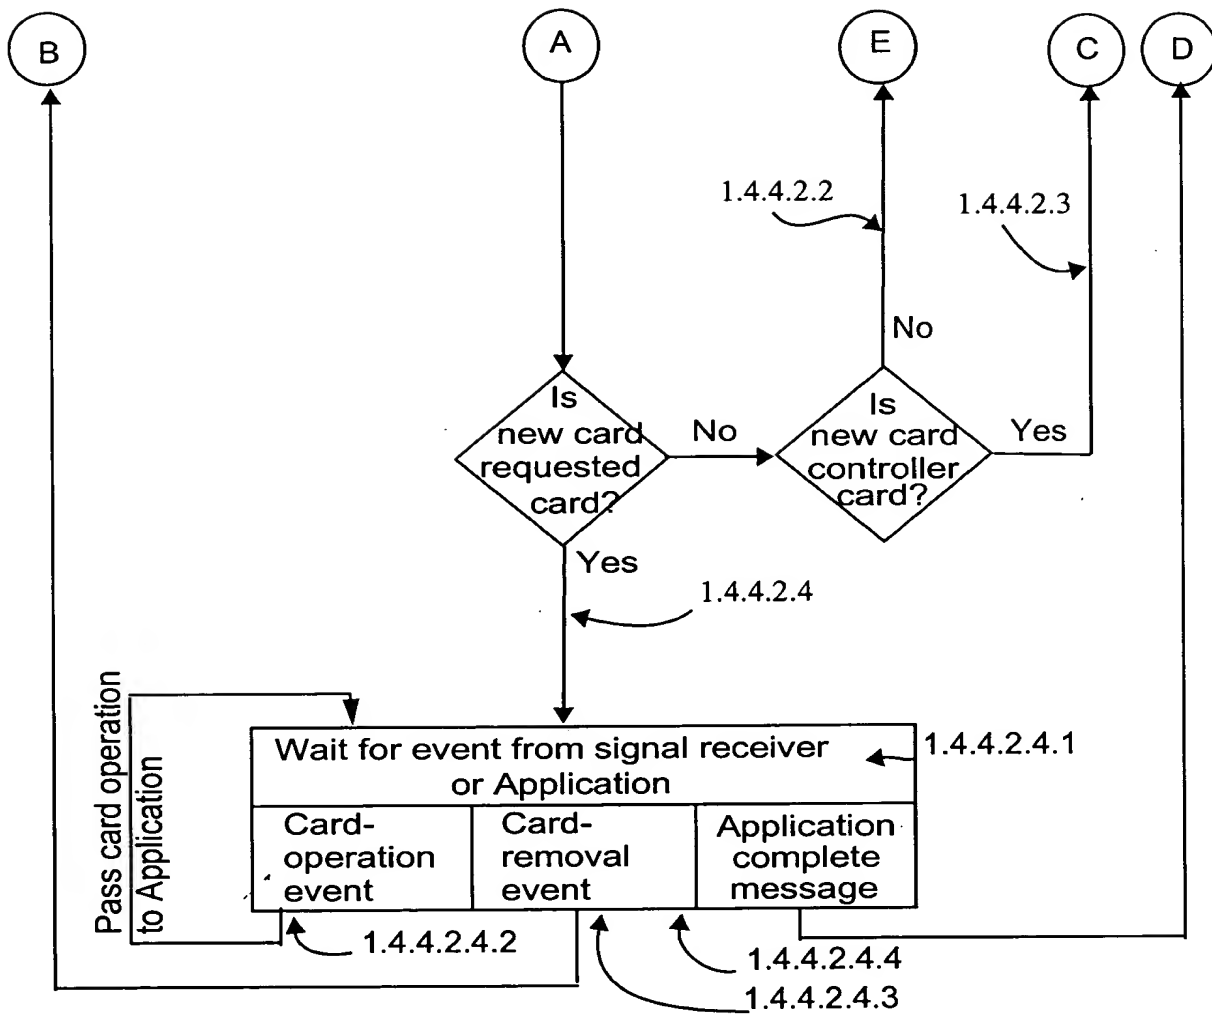 B
A
E
C
D
1.4.4.2.2
1.4.4.2.3
No
Is
new card
requested
card?
No
Is
new card
controller
card?
Yes
Yes
1.4.4.2.4
Pass card operation
to Application
Wait for event from signal receiver
or Application
1.4.4.2.4.1
Card-
operation
event
Card-
removal
event
Application
complete
message
1.4.4.2.4.2
1.4.4.2.4.4
1.4.4.2.4.3